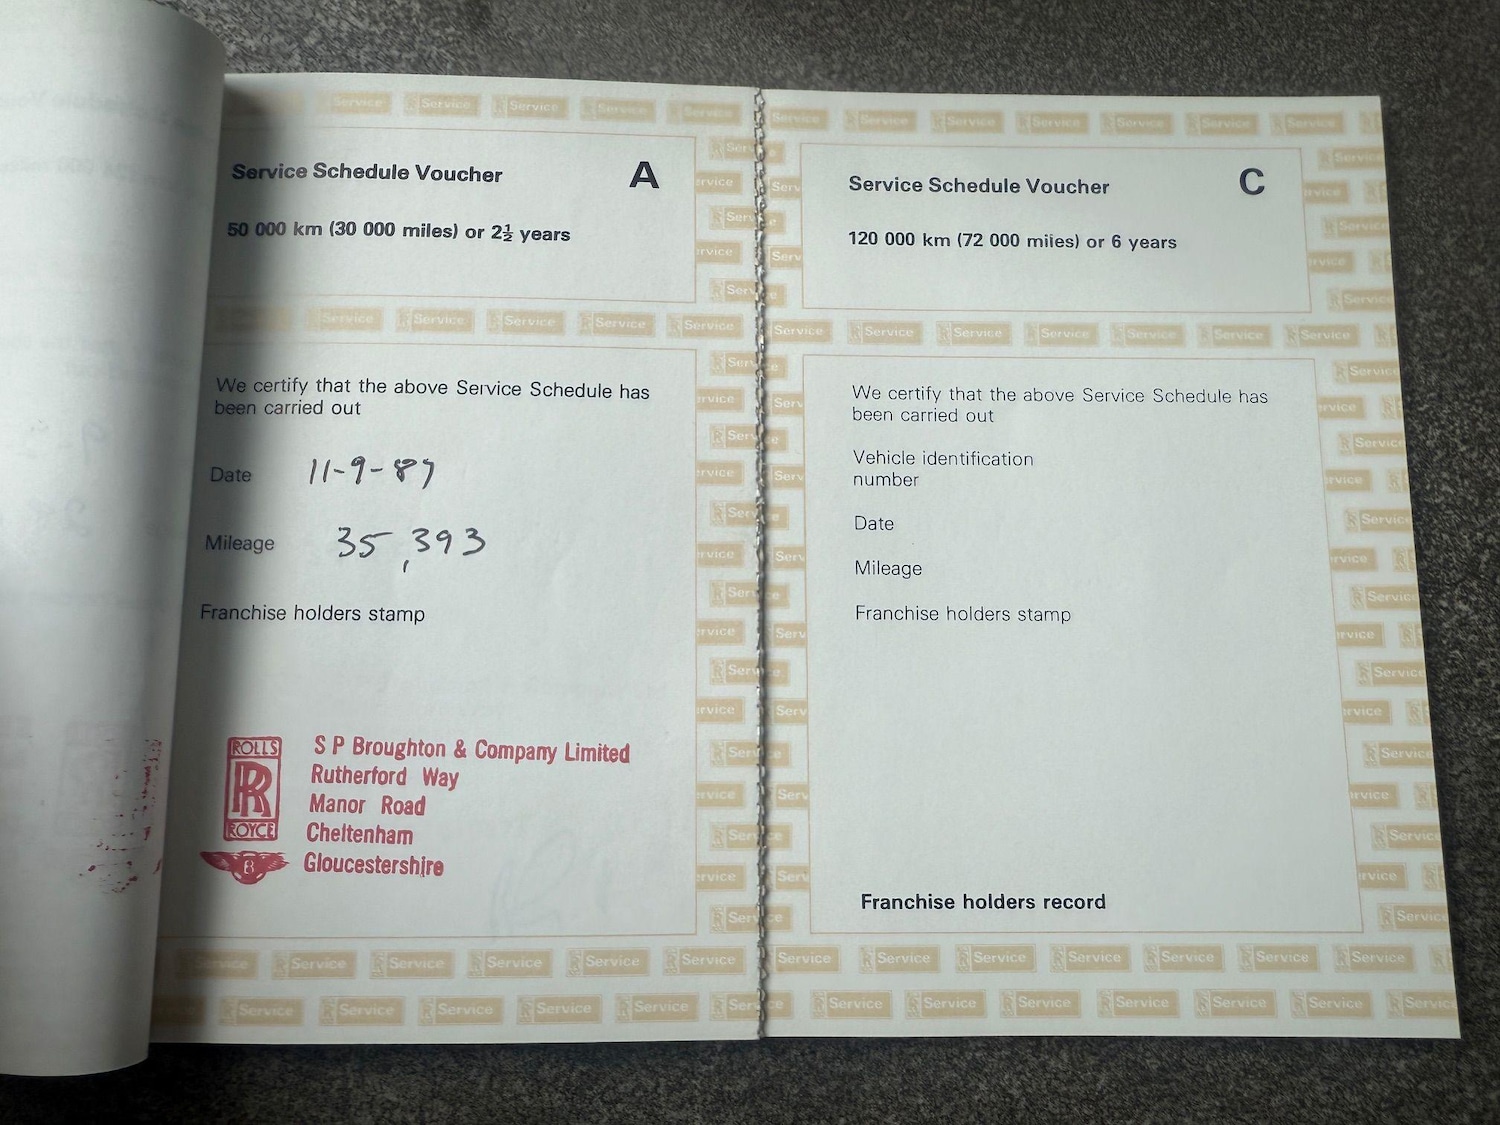 Service Schedule Voucher A
50 000 km (30 000 miles) or 2½ years
We certify that the above Service Schedule has
been carried out
Date 11-9-87
Mileage 35,393
Franchise holders stamp
ROLLS
RR
ROYCE
B
S P Broughton & Company Limited
Rutherford Way
Manor Road
Cheltenham
Gloucestershire
Service Schedule Voucher C
120 000 km (72 000 miles) or 6 years
We certify that the above Service Schedule has
been carried out
Vehicle identification
number
Date
Mileage
Franchise holders stamp
Franchise holders record